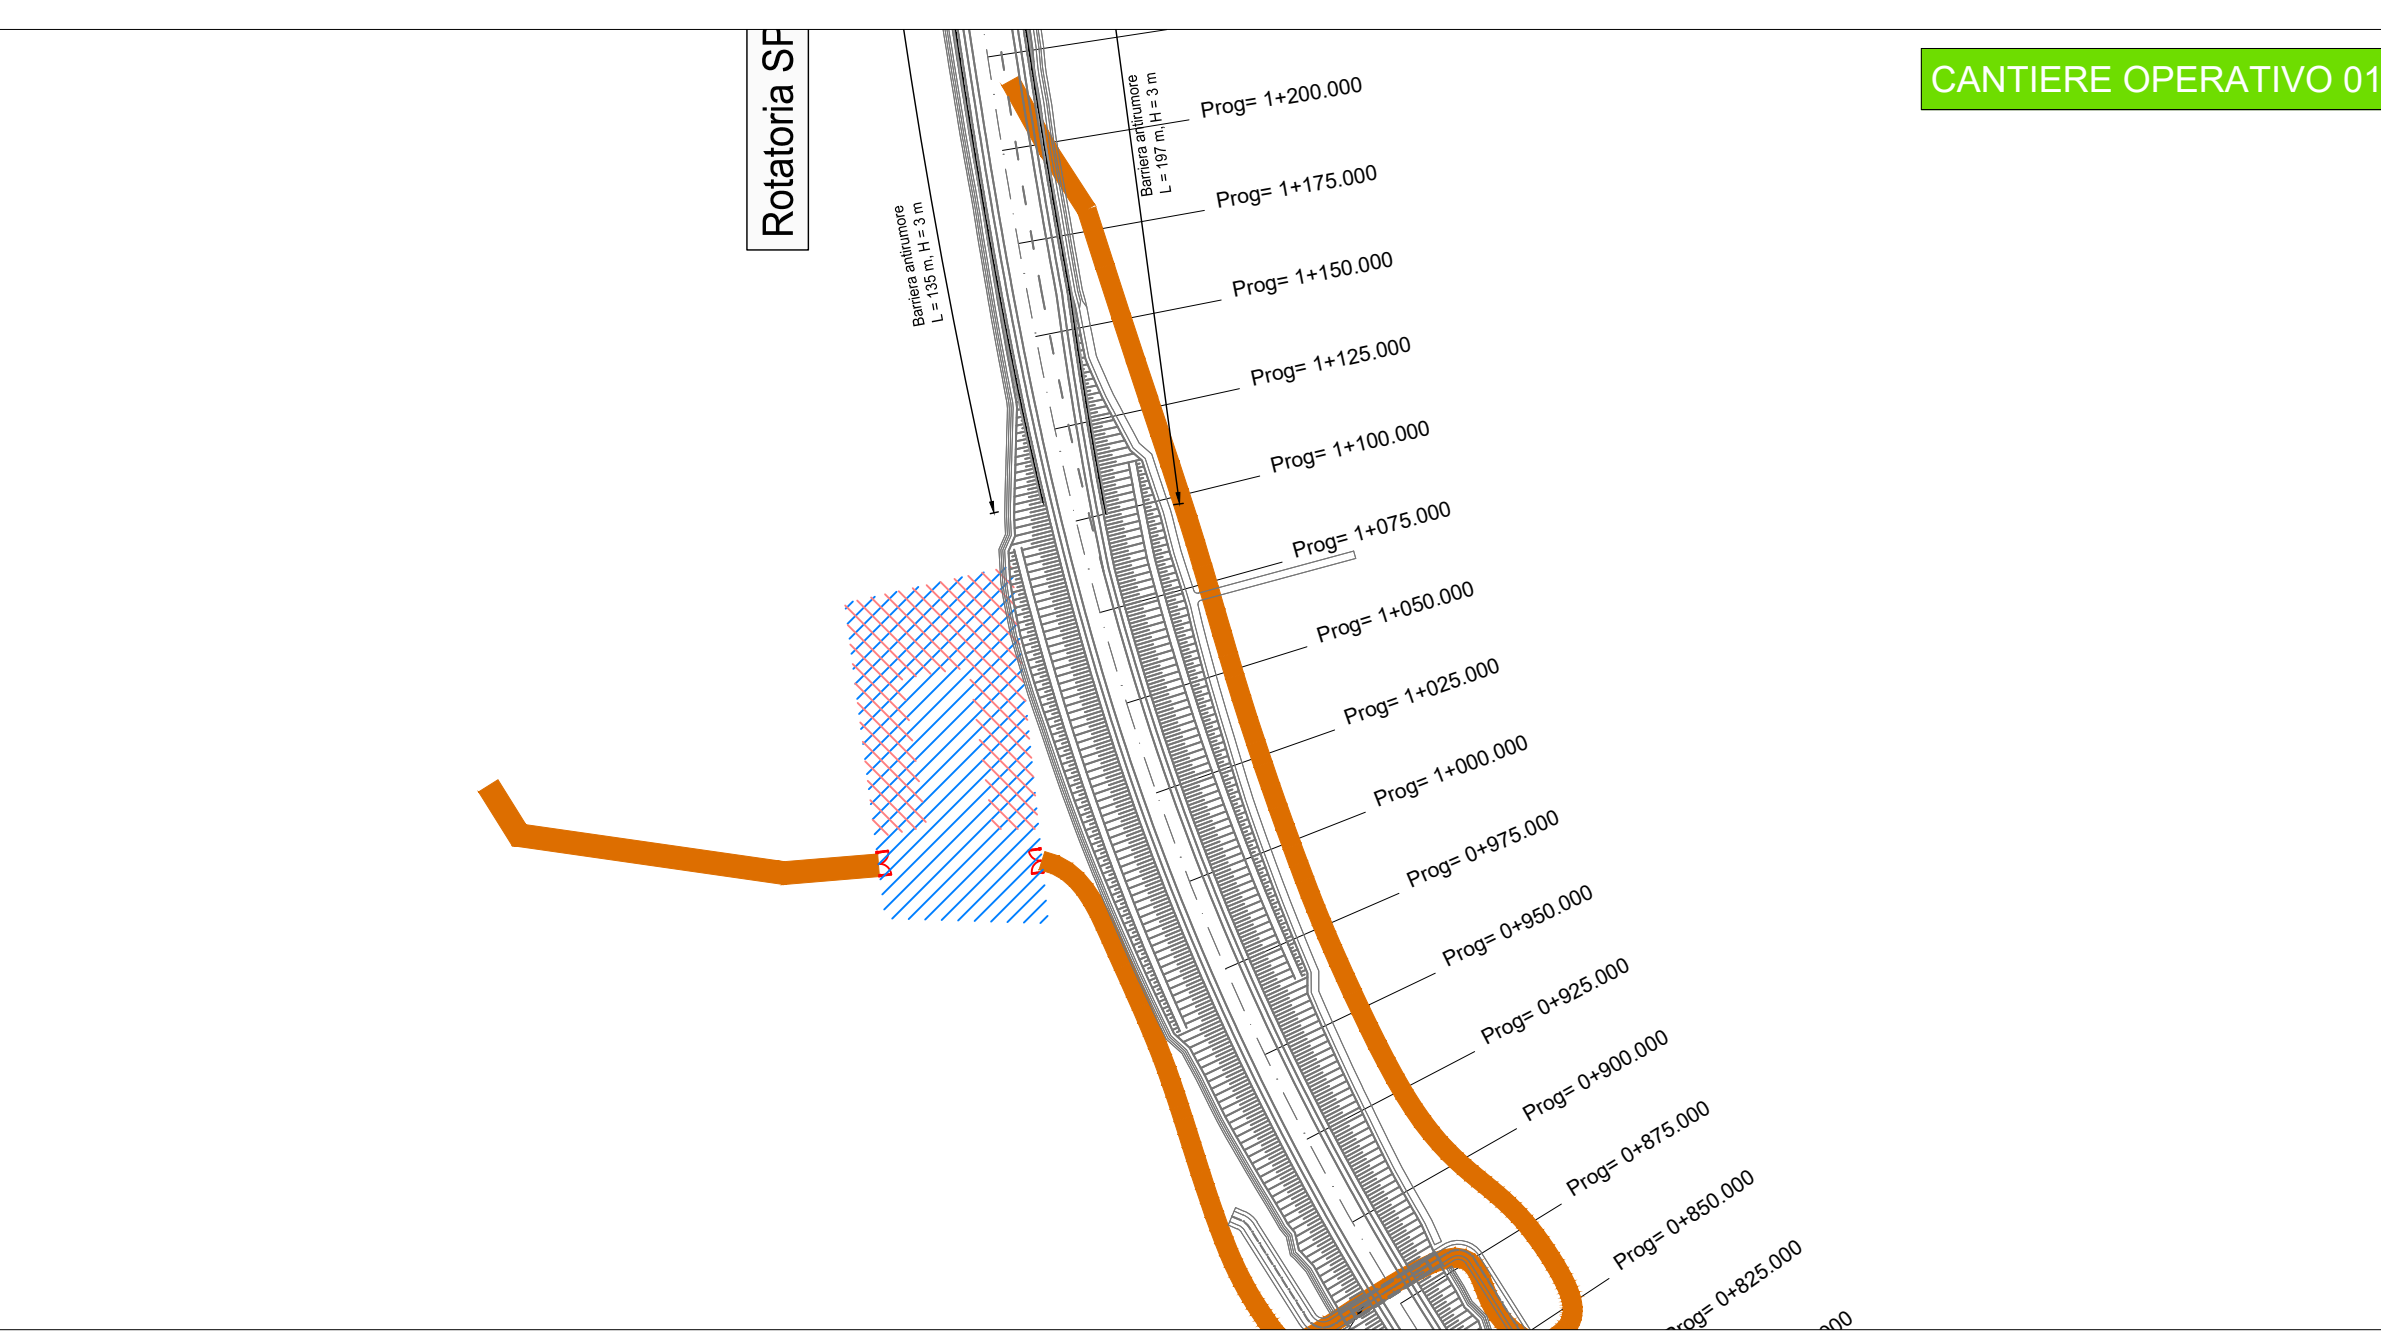 Rotatoria SP
CANTIERE OPERATIVO 01
Barriera antirumore
L = 135 m, H = 3 m
Barriera antirumore
L = 197 m, H = 3 m
Prog= 1+200.000
Prog= 1+175.000
Prog= 1+150.000
Prog= 1+125.000
Prog= 1+100.000
Prog= 1+075.000
Prog= 1+050.000
Prog= 1+025.000
Prog= 1+000.000
Prog= 0+975.000
Prog= 0+950.000
Prog= 0+925.000
Prog= 0+900.000
Prog= 0+875.000
Prog= 0+850.000
Prog= 0+825.000